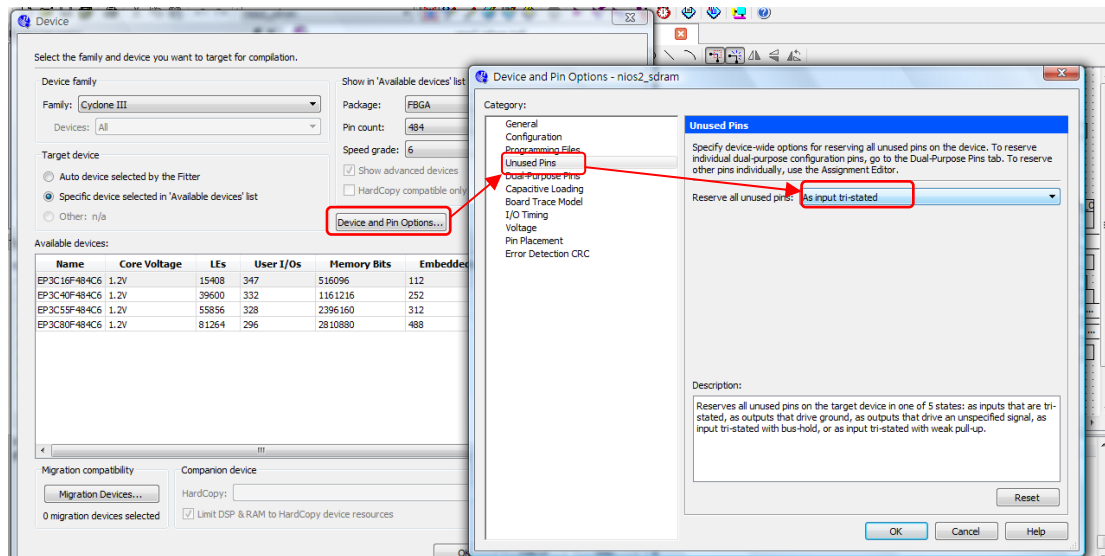 Device
Select the family and device you want to target for compilation.
Device family
Family: Cyclone III
Devices: All
Target device
Auto device selected by the Fitter
Specific device selected in 'Available devices' list
Other: n/a
Show in 'Available devices' list
Package: FBGA
Pin count: 484
Speed grade: 6
Show advanced devices
HardCopy compatible only
Device and Pin Options...
Available devices:
Name Core Voltage LEs User I/Os Memory Bits Embedded
EP3C16F484C6 1.2V 15408 347 516096 112
EP3C40F484C6 1.2V 39600 332 1161216 252
EP3C55F484C6 1.2V 55856 328 2396160 312
EP3C80F484C6 1.2V 81264 296 2810880 488
Migration compatibility
Migration Devices...
0 migration devices selected
Companion device
HardCopy:
Limit DSP & RAM to HardCopy device resources
Device and Pin Options - nios2_sdram
Category:
General
Configuration
Programming Files
Unused Pins
Dual-Purpose Pins
Capacitive Loading
Board Trace Model
I/O Timing
Voltage
Pin Placement
Error Detection CRC
Unused Pins
Specify device-wide options for reserving all unused pins on the device. To reserve
individual dual-purpose configuration pins, go to the Dual-Purpose Pins tab. To reserve
other pins individually, use the Assignment Editor.
Reserve all unused pins: As input tri-stated
Description:
Reserves all unused pins on the target device in one of 5 states: as inputs that are tri-
stated, as outputs that drive ground, as outputs that drive an unspecified signal, as
input tri-stated with bus-hold, or as input tri-stated with weak pull-up.
Reset
OK Cancel Help